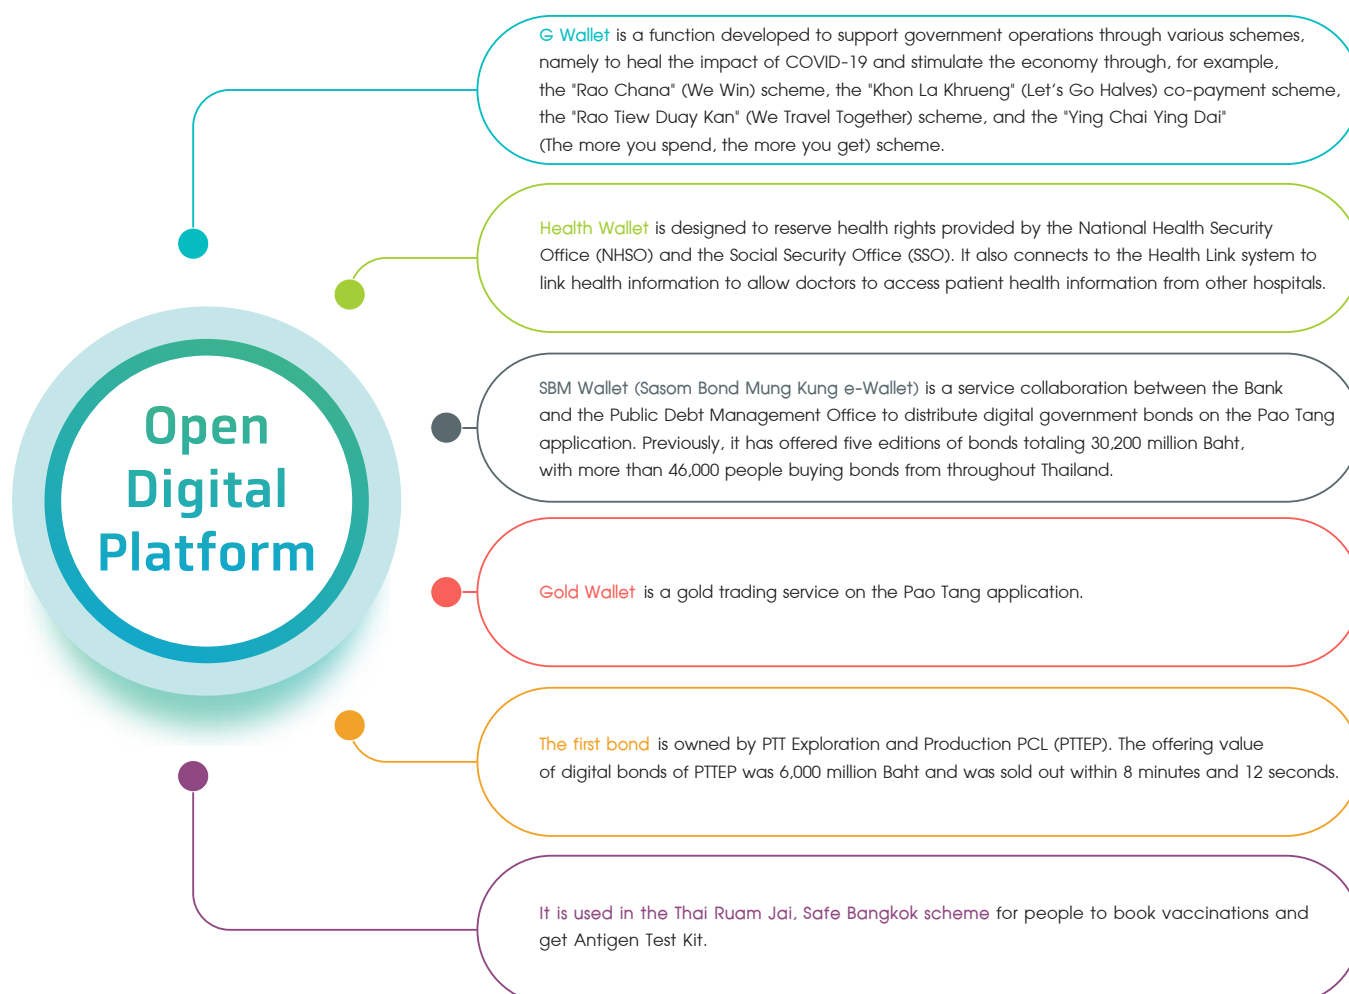 G Wallet is a function developed to support government operations through various schemes,
namely to heal the impact of COVID-19 and stimulate the economy through, for example,
the "Rao Chana" (We Win) scheme, the "Khon La Khrueng" (Let's Go Halves) co-payment scheme,
the "Rao Tiew Duay Kan" (We Travel Together) scheme, and the "Ying Chai Ying Dai"
(The more you spend, the more you get) scheme.
Health Wallet is designed to reserve health rights provided by the National Health Security
Office (NHSO) and the Social Security Office (SSO). It also connects to the Health Link system to
link health information to allow doctors to access patient health information from other hospitals.
Open
Digital
Platform
SBM Wallet (Sasom Bond Mung Kung e-Wallet) is a service collaboration between the Bank
and the Public Debt Management Office to distribute digital government bonds on the Pao Tang
application. Previously, it has offered five editions of bonds totaling 30,200 million Baht,
with more than 46,000 people buying bonds from throughout Thailand.
Gold Wallet is a gold trading service on the Pao Tang application.
The first bond is owned by PTT Exploration and Production PCL (PTTEP). The offering value
of digital bonds of PTTEP was 6,000 million Baht and was sold out within 8 minutes and 12 seconds.
It is used in the Thai Ruam Jai, Safe Bangkok scheme for people to book vaccinations and
get Antigen Test Kit.